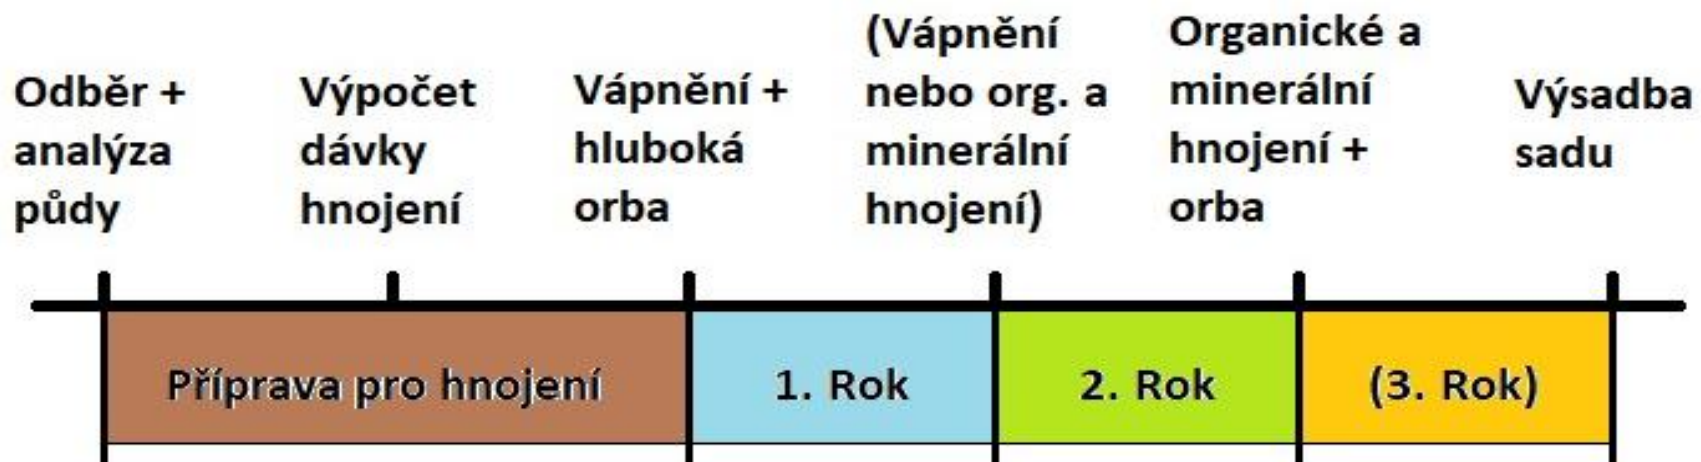 Odběr +
analýza
půdy
Výpočet
dávky
hnojení
Vápnění +
hluboká
orba
(Vápnění
nebo org. a
minerální
hnojení)
Organické a
minerální
hnojení +
orba
Výsadba
sadu
Příprava pro hnojení
1. Rok
2. Rok
(3. Rok)